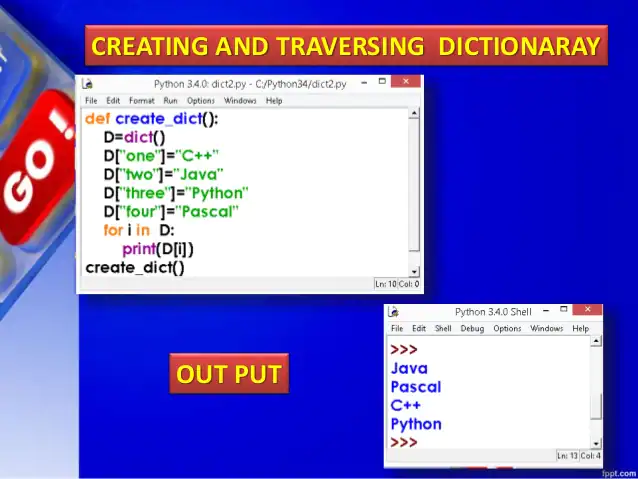 CREATING AND TRAVERSING DICTIONARAY
GO!
Python 3.4.0: dict2.py - C:/Python34/dict2.py
File Edit Format Run Options Windows Help
def create_dict():
D=dict()
D["one"]="C++"
D["two"]="Java"
D["three"]="Python"
D["four"]="Pascal"
for i in D:
print(D[i])
create_dict()
Ln: 10 Col: 0
OUT PUT
Python 3.4.0 Shell
File Edit Shell Debug Options Windows Help
>>>
Java
Pascal
C++
Python
>>>
Ln: 13 Col: 4
fppt.com